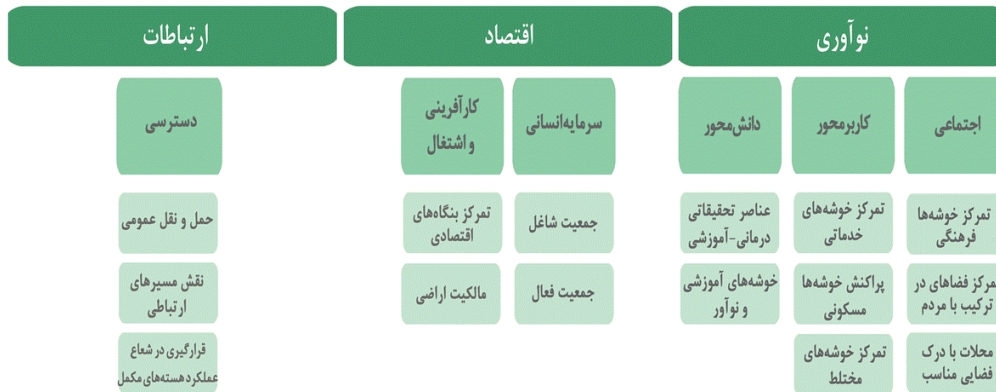 نوآوری
اقتصاد
ارتباطات
اجتماعی
کاربرمحور
دانش‌محور
سرمایه‌انسانی
کارآفرینی
و اشتغال
دسترسی
تمرکز خوشه‌ها
فرهنگی
تمرکز خوشه‌های
خدماتی
عناصر تحقیقاتی
درمانی-آموزشی
جمعیت شاغل
تمرکز بنگاه‌های
اقتصادی
حمل و نقل عمومی
مرکز فضاهای در
ترکیب با مردم
پراکنش خوشه‌ها
مسکونی
خوشه‌های آموزشی
و نوآور
جمعیت فعال
مالکیت اراضی
نقش مسیرهای
ارتباطی
محلات با درک
فضایی مناسب
تمرکز خوشه‌های
مختلط
قرارگیری در شعاع
عملکرد هسته‌های مکمل